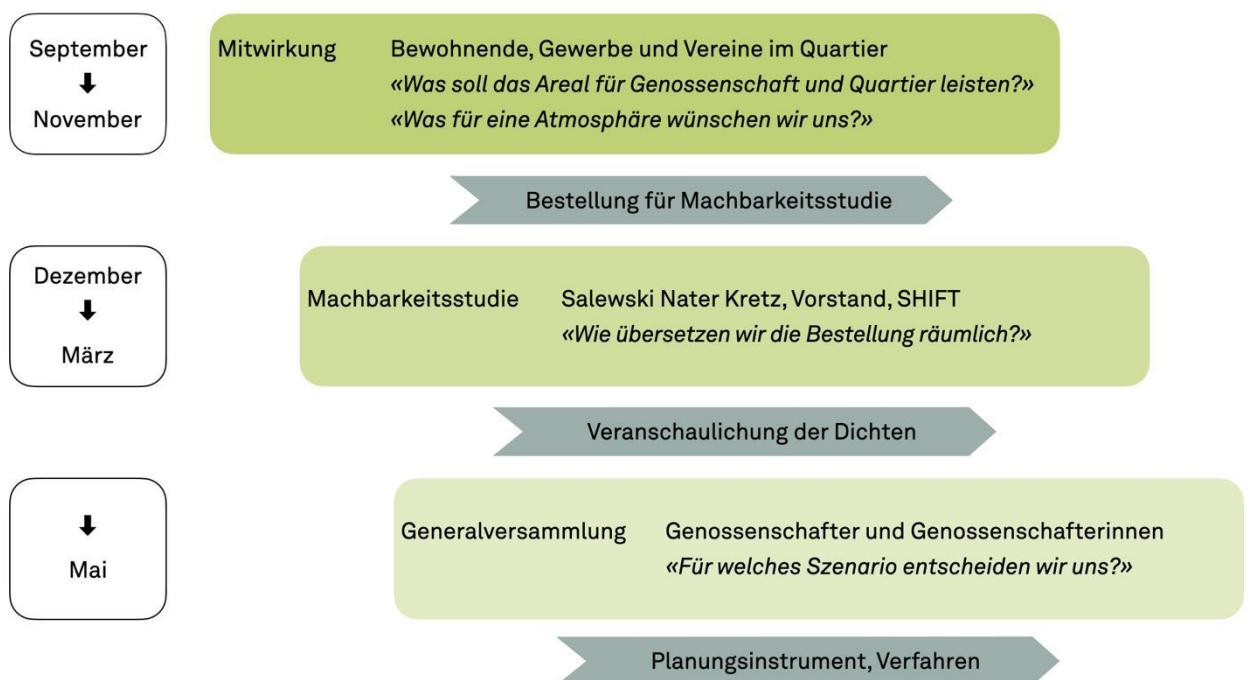 September
⬇
November
Mitwirkung Bewohnende, Gewerbe und Vereine im Quartier
«Was soll das Areal für Genossenschaft und Quartier leisten?»
«Was für eine Atmosphäre wünschen wir uns?»
Bestellung für Machbarkeitsstudie
Dezember
⬇
März
Machbarkeitsstudie Salewski Nater Kretz, Vorstand, SHIFT
«Wie übersetzen wir die Bestellung räumlich?»
Veranschaulichung der Dichten
⬇
Mai
Generalversammlung Genossenschafter und Genossenschafterinnen
«Für welches Szenario entscheiden wir uns?»
Planungsinstrument, Verfahren